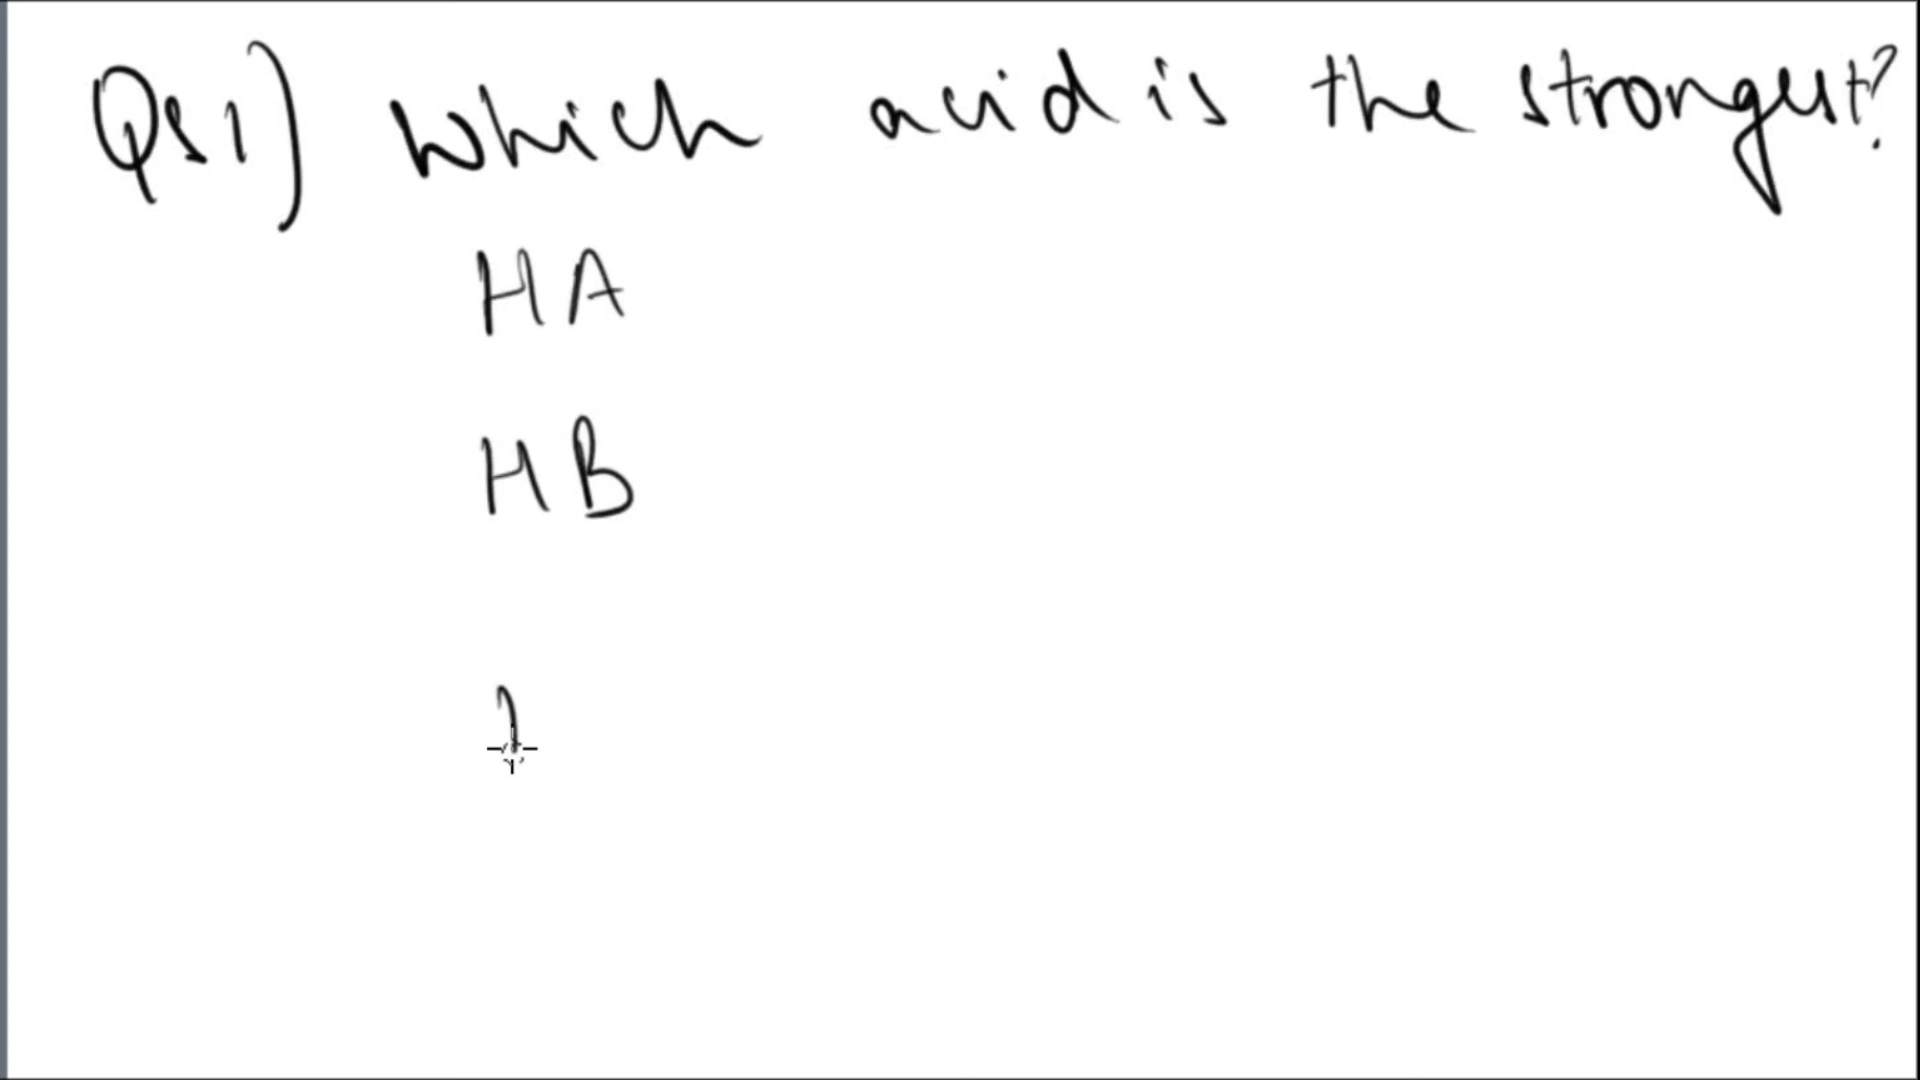 Qs1) Which acid is the strongest?
HA
HB